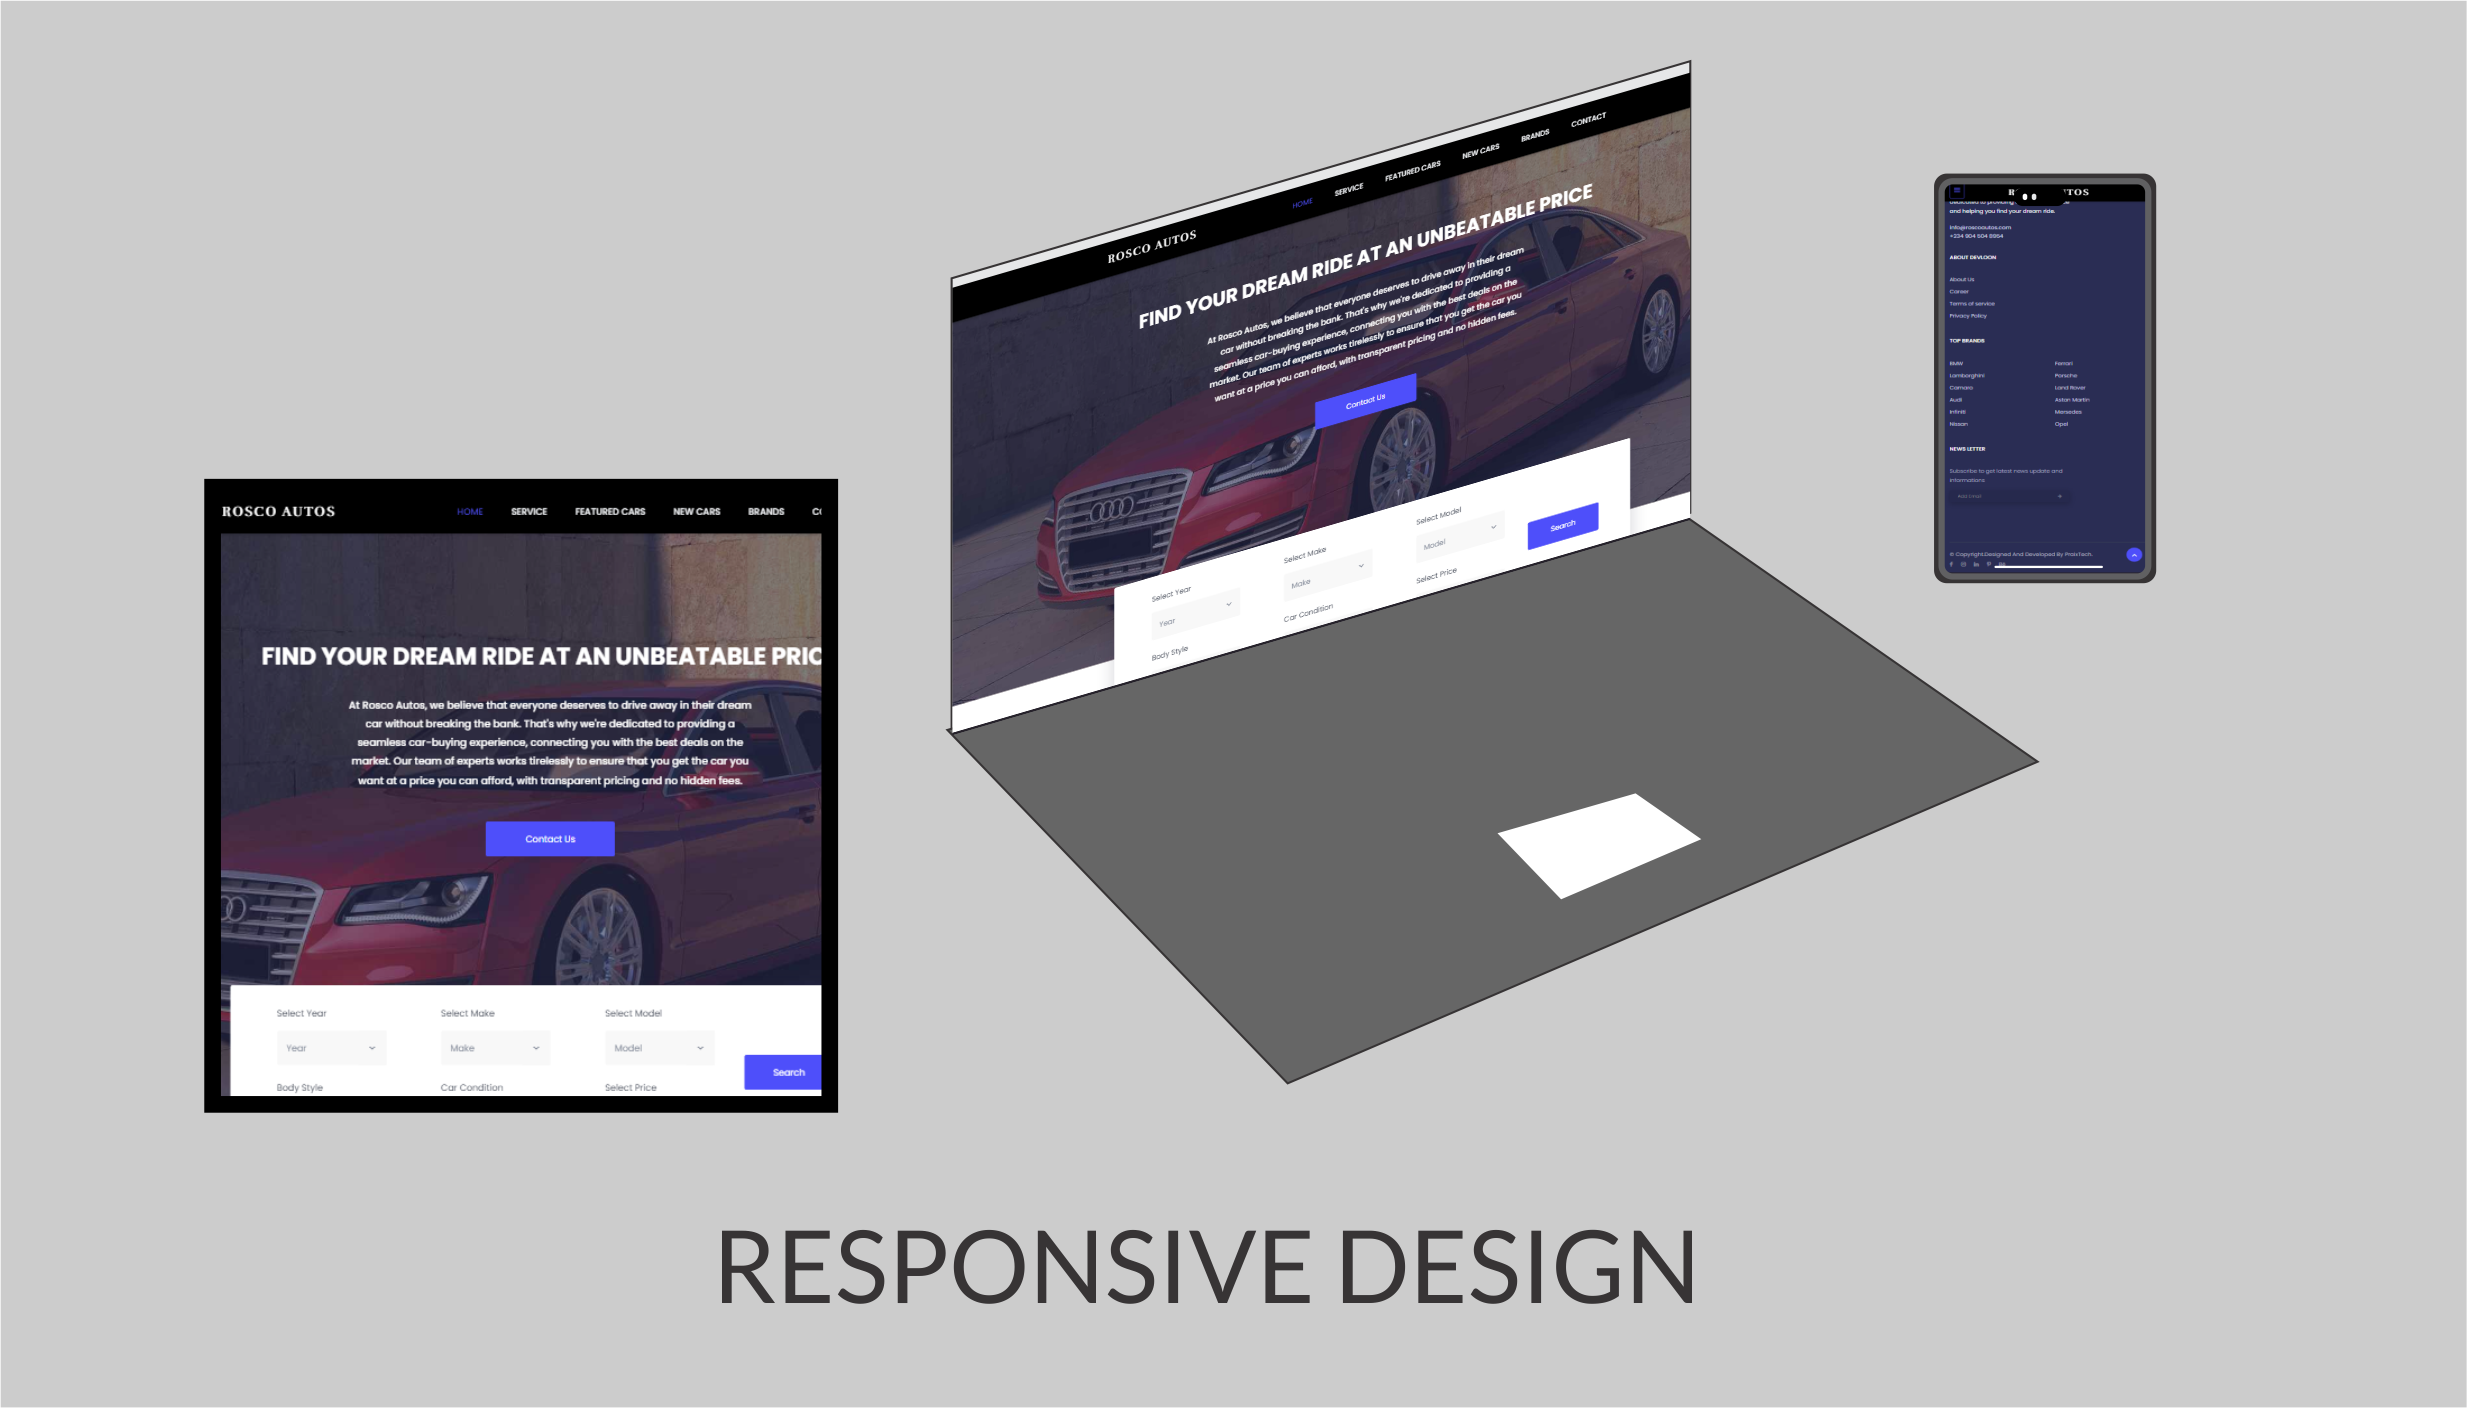 ROSCO AUTOS
HOME SERVICE FEATURED CARS NEW CARS BRANDS CO
FIND YOUR DREAM RIDE AT AN UNBEATABLE PRIC
At Rosco Autos, we believe that everyone deserves to drive away in their dream
car without breaking the bank. That's why we're dedicated to providing a
seamless car-buying experience, connecting you with the best deals on the
market. Our team of experts works tirelessly to ensure that you get the car you
want at a price you can afford, with transparent pricing and no hidden fees.
Contact Us
Select Year Select Make Select Model
Year Make Model
Search
Body Style Car Condition Select Price
ROSCO AUTOS
HOME SERVICE FEATURED CARS NEW CARS BRANDS CONTACT
FIND YOUR DREAM RIDE AT AN UNBEATABLE PRICE
At Rosco Autos, we believe that everyone deserves to drive away in their dream
car without breaking the bank. That's why we're dedicated to providing a
seamless car-buying experience, connecting you with the best deals on the
market. Our team of experts works tirelessly to ensure that you get the car you
want at a price you can afford, with transparent pricing and no hidden fees.
Contact Us
Select Year Select Make Select Model
Year Make Model Search
Body Style Car Condition Select Price
R TOS
and helping you find your dream ride.
info@roscoautos.com
+234 904 504 8954
ABOUT DEVLOON
About Us
Career
Terms of service
Privacy Policy
TOP BRANDS
BMW Ferrari
Lamborghini Porsche
Camaro Land Rover
Audi Aston Martin
Infiniti Mersedes
Nissan Opel
NEWS LETTER
Subscribe to get latest news update and
informations
Add Email
© Copyright.Designed And Developed By ProisTech.
RESPONSIVE DESIGN